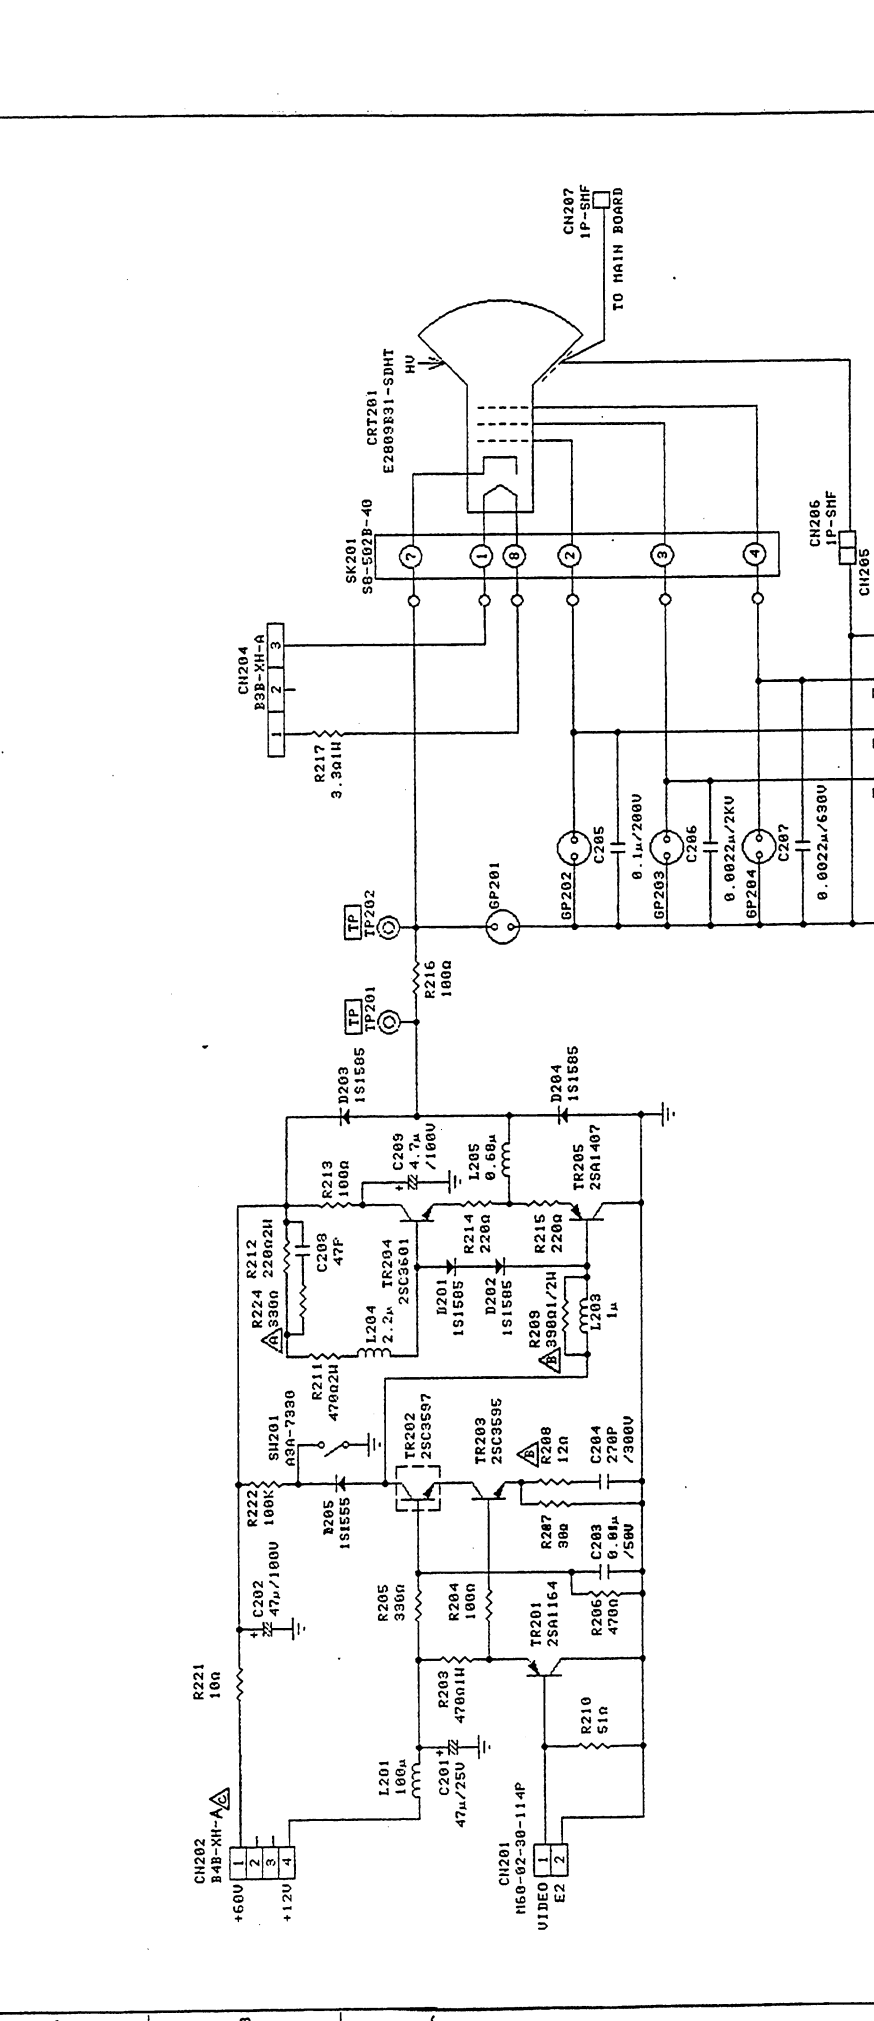 CN207
1P-SMF
TO MAIN BOARD
HV
CRT201
E2809B31-SDHT
SK201
S8-502B-40
7
1
8
2
3
4
CN206
1P-SMF
CN205
CN204
B3B-XH-A
3
2
1
R217
3.3Ω1W
GP202
C205
0.1μ/200V
GP203
C206
0.0022μ/2KV
GP204
C207
0.0022μ/630V
GP201
TP
TP202
R216
100Ω
TP
TP201
D203
1S1585
D204
1S1585
C209
4.7μ
/100V
L205
0.68μ
R213
100Ω
TR205
2SA1407
R212
220Ω2W
C208
47P
R224
330Ω
A
TR204
2SC3601
R214
220Ω
R215
220Ω
D201
1S1585
D202
1S1585
L204
2.2μ
R209
390Ω1/2W
B
L203
1μ
R211
470Ω2W
SW201
A3A-7330
R222
100K
D205
1S1555
TR202
2SC3597
TR203
2SC3595
B
R208
12Ω
C204
270P
/300V
R207
30Ω
C203
0.01μ
/50V
C202
47μ/100V
R205
330Ω
R204
100Ω
TR201
2SA1164
R206
470Ω
R221
10Ω
R203
470Ω1W
R210
51Ω
L201
100μ
C201
47μ/25V
CN202
B4B-XH-A
C
+60V
1
2
3
4
+12V
CN201
M60-02-30-114P
VIDEO
1
E2
2